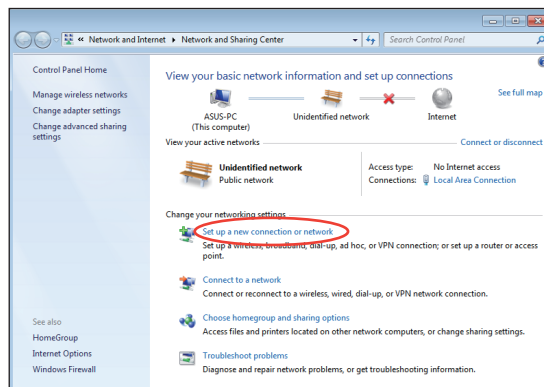 Network and Internet
Network and Sharing Center
Search Control Panel
Control Panel Home
Manage wireless networks
Change adapter settings
Change advanced sharing
settings
See also
HomeGroup
Internet Options
Windows Firewall
View your basic network information and set up connections
See full map
ASUS-PC
(This computer)
Unidentified network
Internet
View your active networks
Connect or disconnect
Unidentified network
Public network
Access type: No Internet access
Connections: Local Area Connection
Change your networking settings
Set up a new connection or network
Set up a wireless, broadband, dial-up, ad hoc, or VPN connection; or set up a router or access
point.
Connect to a network
Connect or reconnect to a wireless, wired, dial-up, or VPN network connection.
Choose homegroup and sharing options
Access files and printers located on other network computers, or change sharing settings.
Troubleshoot problems
Diagnose and repair network problems, or get troubleshooting information.